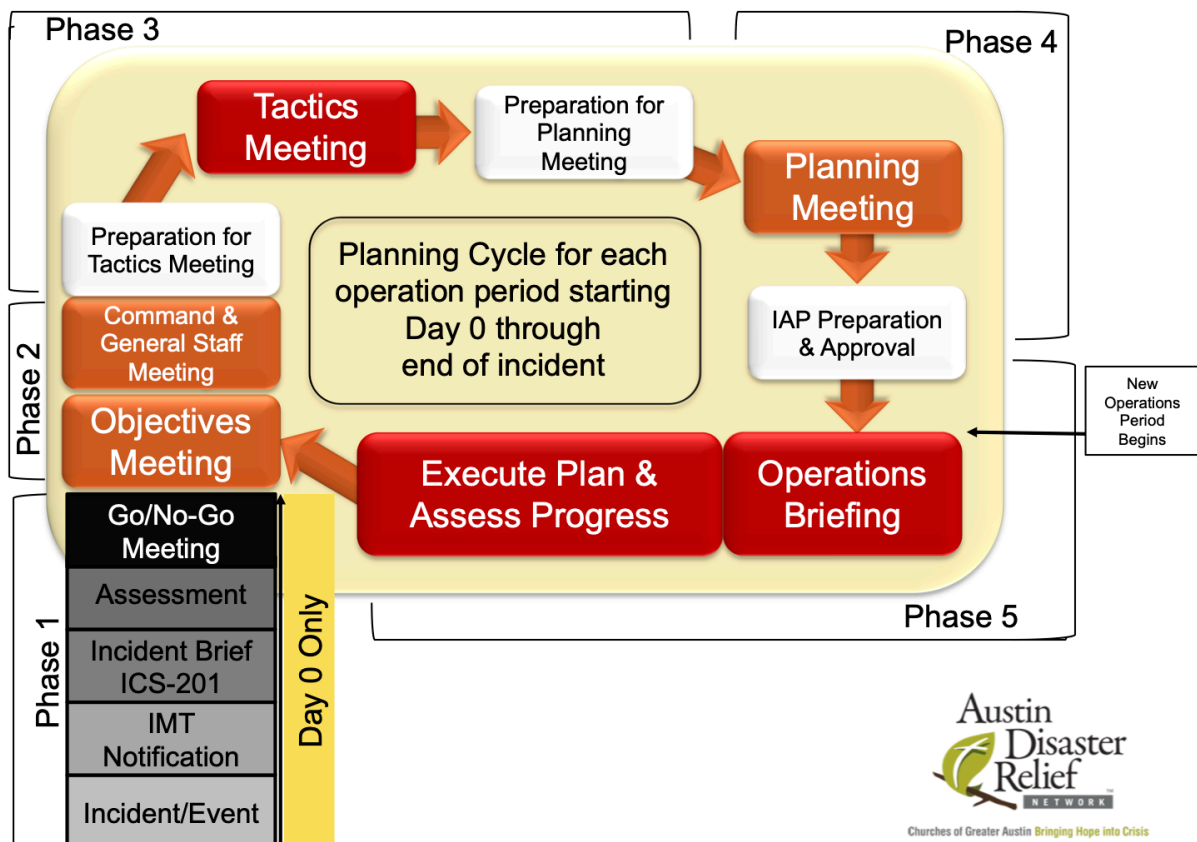 Phase 3
Phase 4
Tactics
Meeting
Preparation for
Planning
Meeting
Planning
Meeting
Preparation for
Tactics Meeting
Planning Cycle for each
operation period starting
Day 0 through
end of incident
IAP Preparation
& Approval
Phase 2
Command &
General Staff
Meeting
Objectives
Meeting
Execute Plan &
Assess Progress
Operations
Briefing
New
Operations
Period
Begins
Phase 1
Go/No-Go
Meeting
Assessment
Incident Brief
ICS-201
IMT
Notification
Incident/Event
Day 0 Only
Phase 5
Austin
Disaster
Relief
NETWORK™
Churches of Greater Austin Bringing Hope into Crisis